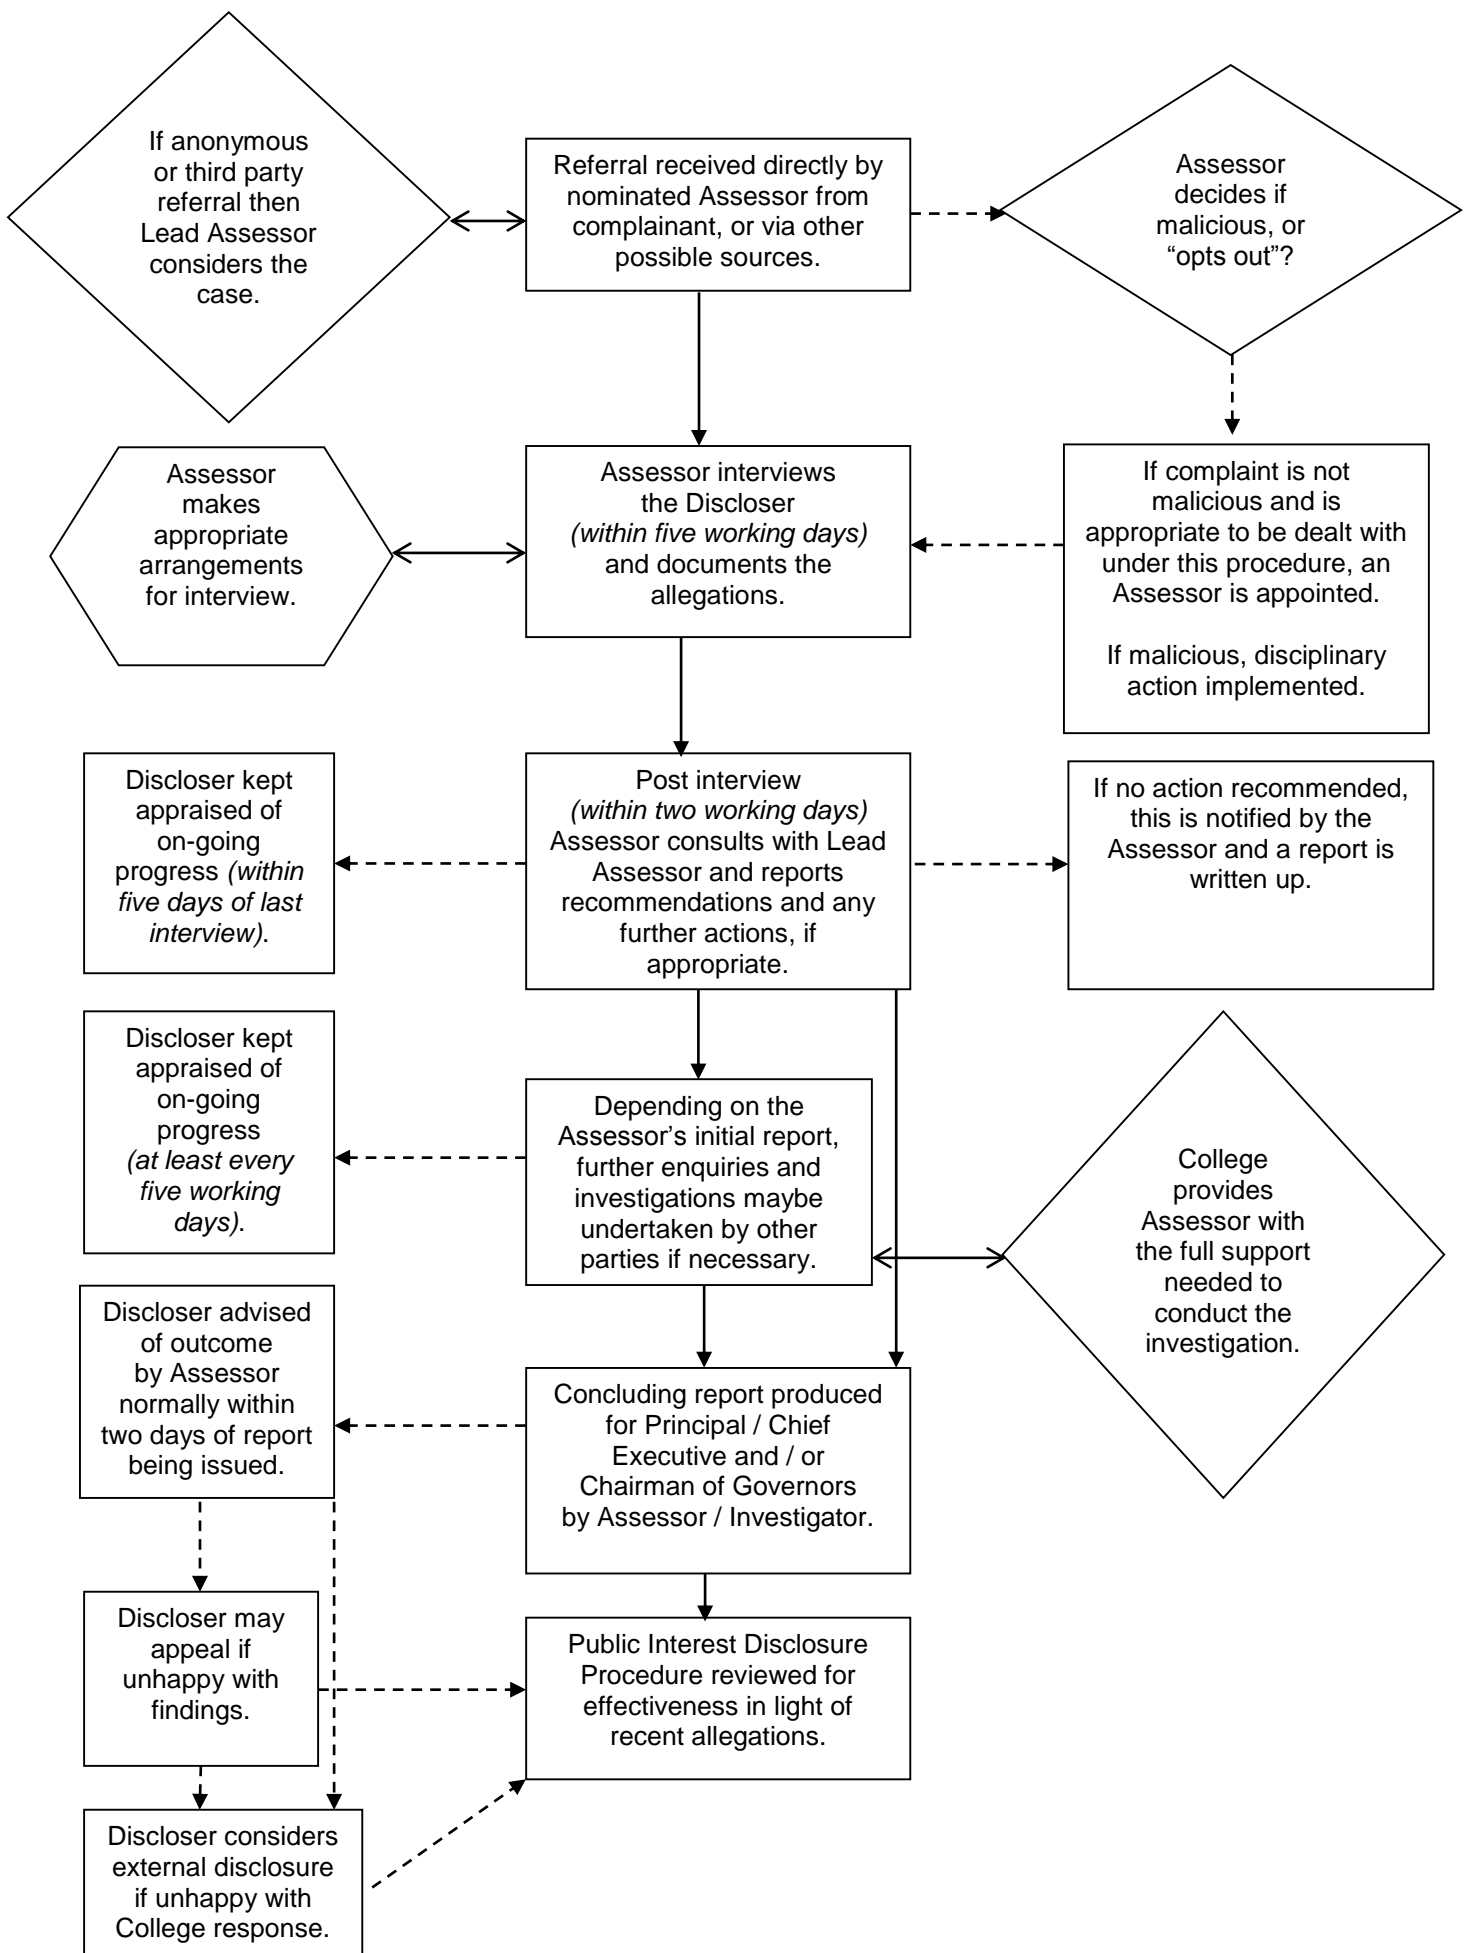 If anonymous
or third party
referral then
Lead Assessor
considers the
case.
Referral received directly by
nominated Assessor from
complainant, or via other
possible sources.
Assessor
decides if
malicious, or
“opts out”?
Assessor
makes
appropriate
arrangements
for interview.
Assessor interviews
the Discloser
(within five working days)
and documents the
allegations.
If complaint is not
malicious and is
appropriate to be dealt with
under this procedure, an
Assessor is appointed.
If malicious, disciplinary
action implemented.
Discloser kept
appraised of
on-going
progress (within
five days of last
interview).
Post interview
(within two working days)
Assessor consults with Lead
Assessor and reports
recommendations and any
further actions, if
appropriate.
If no action recommended,
this is notified by the
Assessor and a report is
written up.
Discloser kept
appraised of
on-going
progress
(at least every
five working
days).
Depending on the
Assessor’s initial report,
further enquiries and
investigations maybe
undertaken by other
parties if necessary.
College
provides
Assessor with
the full support
needed to
conduct the
investigation.
Discloser advised
of outcome
by Assessor
normally within
two days of report
being issued.
Concluding report produced
for Principal / Chief
Executive and / or
Chairman of Governors
by Assessor / Investigator.
Discloser may
appeal if
unhappy with
findings.
Public Interest Disclosure
Procedure reviewed for
effectiveness in light of
recent allegations.
Discloser considers
external disclosure
if unhappy with
College response.